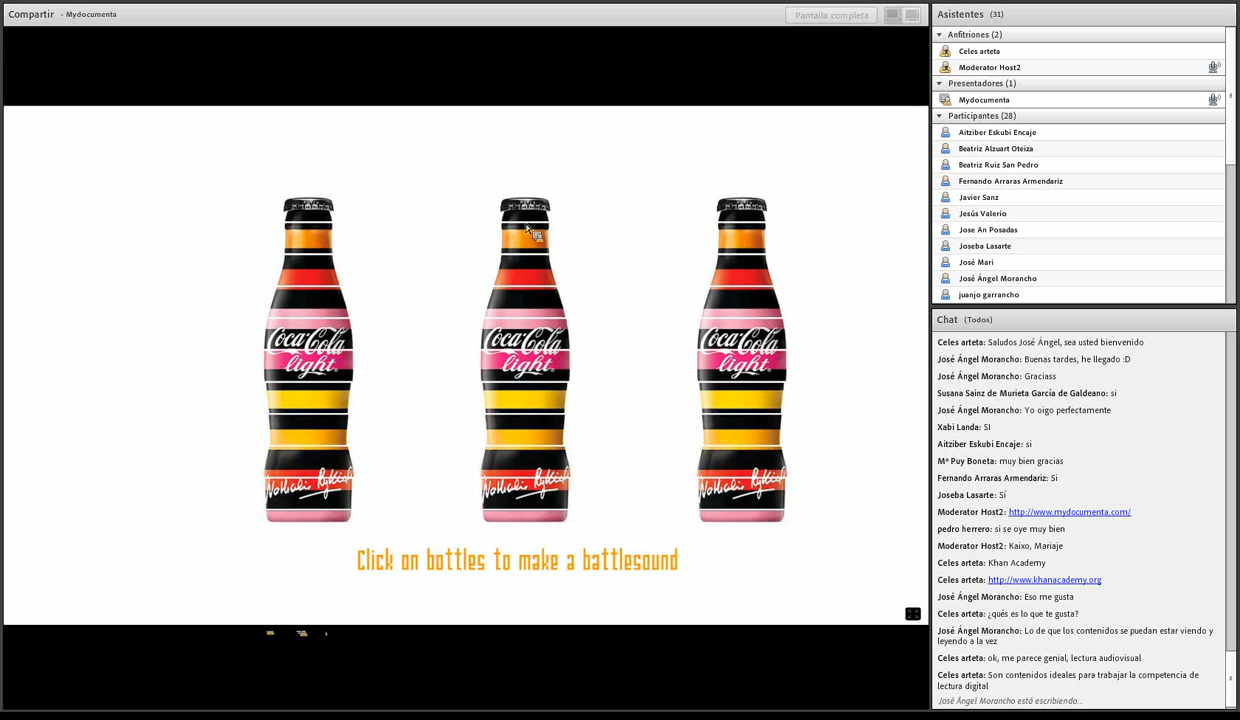 Compartir - Mydocumenta
Pantalla completa
Coca-Cola
light
Nathalie Rykiel
Coca-Cola
light
Nathalie Rykiel
Coca-Cola
light
Nathalie Rykiel
Click on bottles to make a battlesound
Asistentes (31)
Anfitriones (2)
Celes arteta
Moderator Host2
Presentadores (1)
Mydocumenta
Participantes (28)
Aitziber Eskubi Encaje
Beatriz Alzuart Oteiza
Beatriz Ruiz San Pedro
Fernando Arraras Armendariz
Javier Sanz
Jesús Valerio
Jose An Posadas
Joseba Lasarte
José Mari
José Ángel Morancho
juanjo garrancho
Chat (Todos)
Celes arteta: Saludos José Ángel, sea usted bienvenido
José Ángel Morancho: Buenas tardes, he llegado :D
José Ángel Morancho: Graciass
Susana Sainz de Murieta García de Galdeano: si
José Ángel Morancho: Yo oigo perfectamente
Xabi Landa: SI
Aitziber Eskubi Encaje: si
Mª Puy Boneta: muy bien gracias
Fernando Arraras Armendariz: Si
Joseba Lasarte: Sí
Moderator Host2: http://www.mydocumenta.com/
pedro herrero: si se oye muy bien
Moderator Host2: Kaixo, Mariaje
Celes arteta: Khan Academy
Celes arteta: http://www.khanacademy.org
José Ángel Morancho: Eso me gusta
Celes arteta: ¿qués es lo que te gusta?
José Ángel Morancho: Lo de que los contenidos se puedan estar viendo y
leyendo a la vez
Celes arteta: ok, me parece genial, lectura audiovisual
Celes arteta: Son contenidos ideales para trabajar la competencia de
lectura digital
José Ángel Morancho está escribiendo...